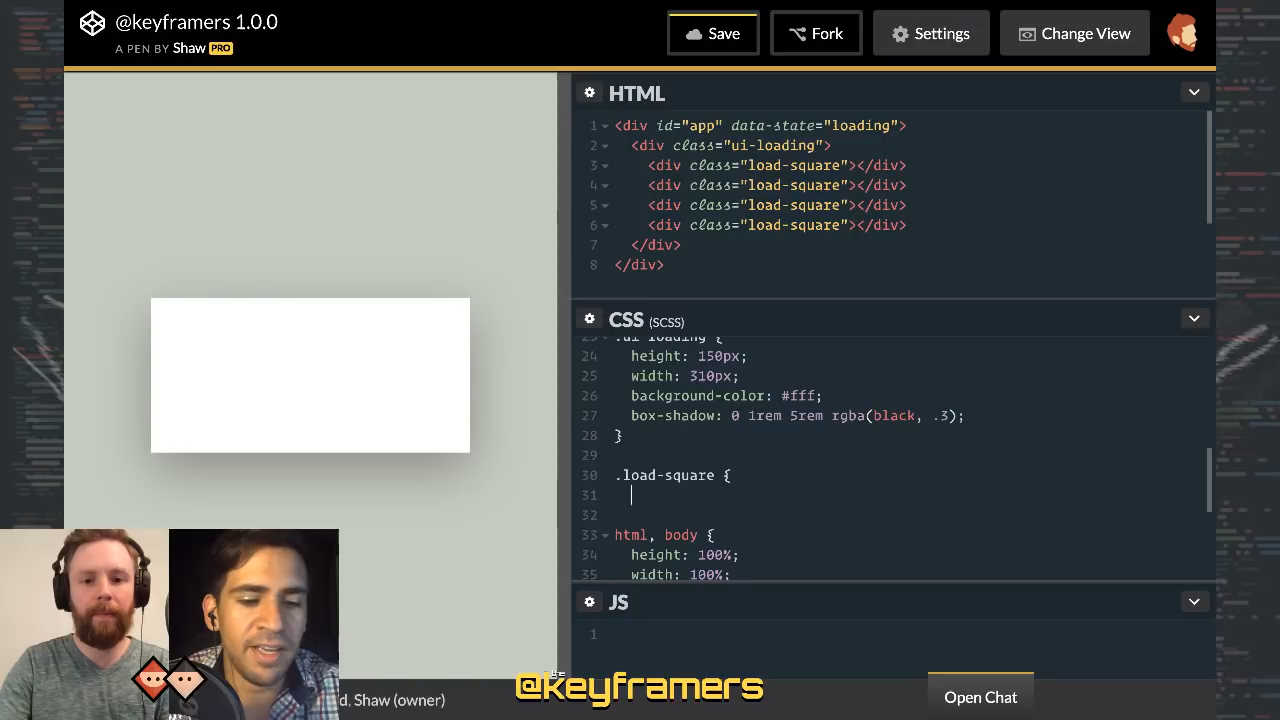 @keyframers 1.0.0
A PEN BY Shaw PRO
Save
Fork
Settings
Change View
HTML
1 <div id="app" data-state="loading">
2 <div class="ui-loading">
3 <div class="load-square"></div>
4 <div class="load-square"></div>
5 <div class="load-square"></div>
6 <div class="load-square"></div>
7 </div>
8 </div>
CSS (SCSS)
23 .ui-loading {
24 height: 150px;
25 width: 310px;
26 background-color: #fff;
27 box-shadow: 0 1rem 5rem rgba(black, .3);
28 }
29
30 .load-square {
31
32
33 html, body {
34 height: 100%;
35 width: 100%;
JS
1
d, Shaw (owner)
@keyframers
Open Chat